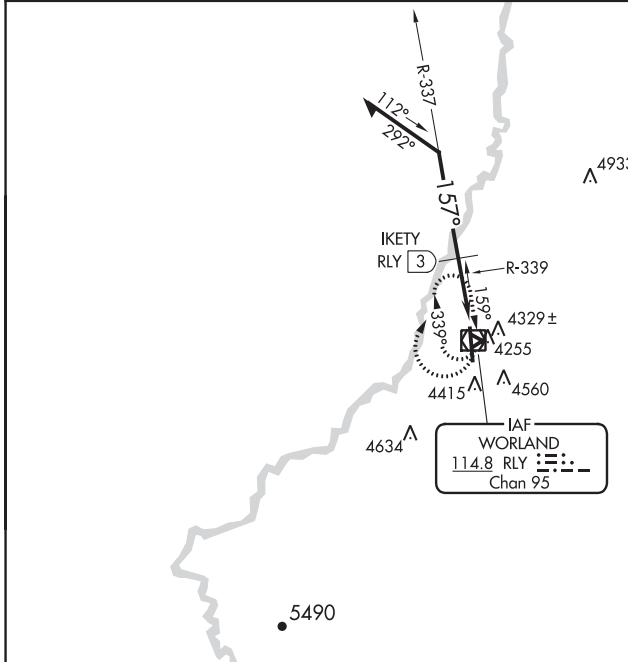 R-337
112°
292°
4933
157°
IKETY
RLY 3
R-339
159°
339°
4329 ±
4255
4415
4560
4634
IAF
WORLAND
114.8 RLY
Chan 95
5490